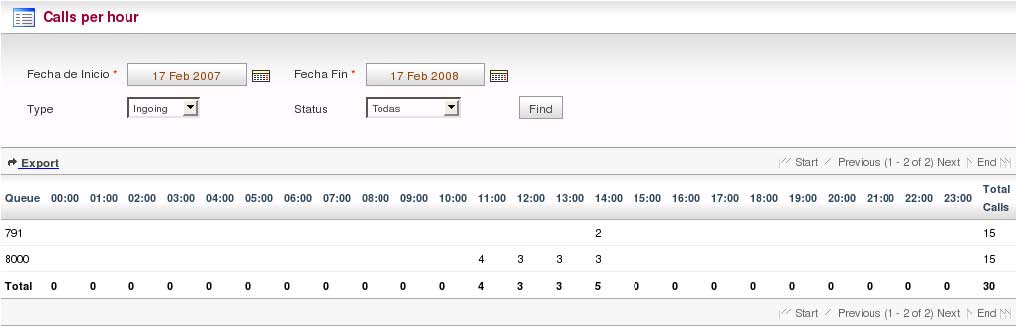 Calls per hour
Fecha de Inicio * 17 Feb 2007 Fecha Fin * 17 Feb 2008
Type Ingoing Status Todas Find
Export Start Previous (1 - 2 of 2) Next End
Queue 00:00 01:00 02:00 03:00 04:00 05:00 06:00 07:00 08:00 09:00 10:00 11:00 12:00 13:00 14:00 15:00 16:00 17:00 18:00 19:00 20:00 21:00 22:00 23:00 Total Calls
791 2 15
8000 4 3 3 3 15
Total 0 0 0 0 0 0 0 0 0 0 0 4 3 3 5 0 0 0 0 0 0 0 0 0 30
Start Previous (1 - 2 of 2) Next End